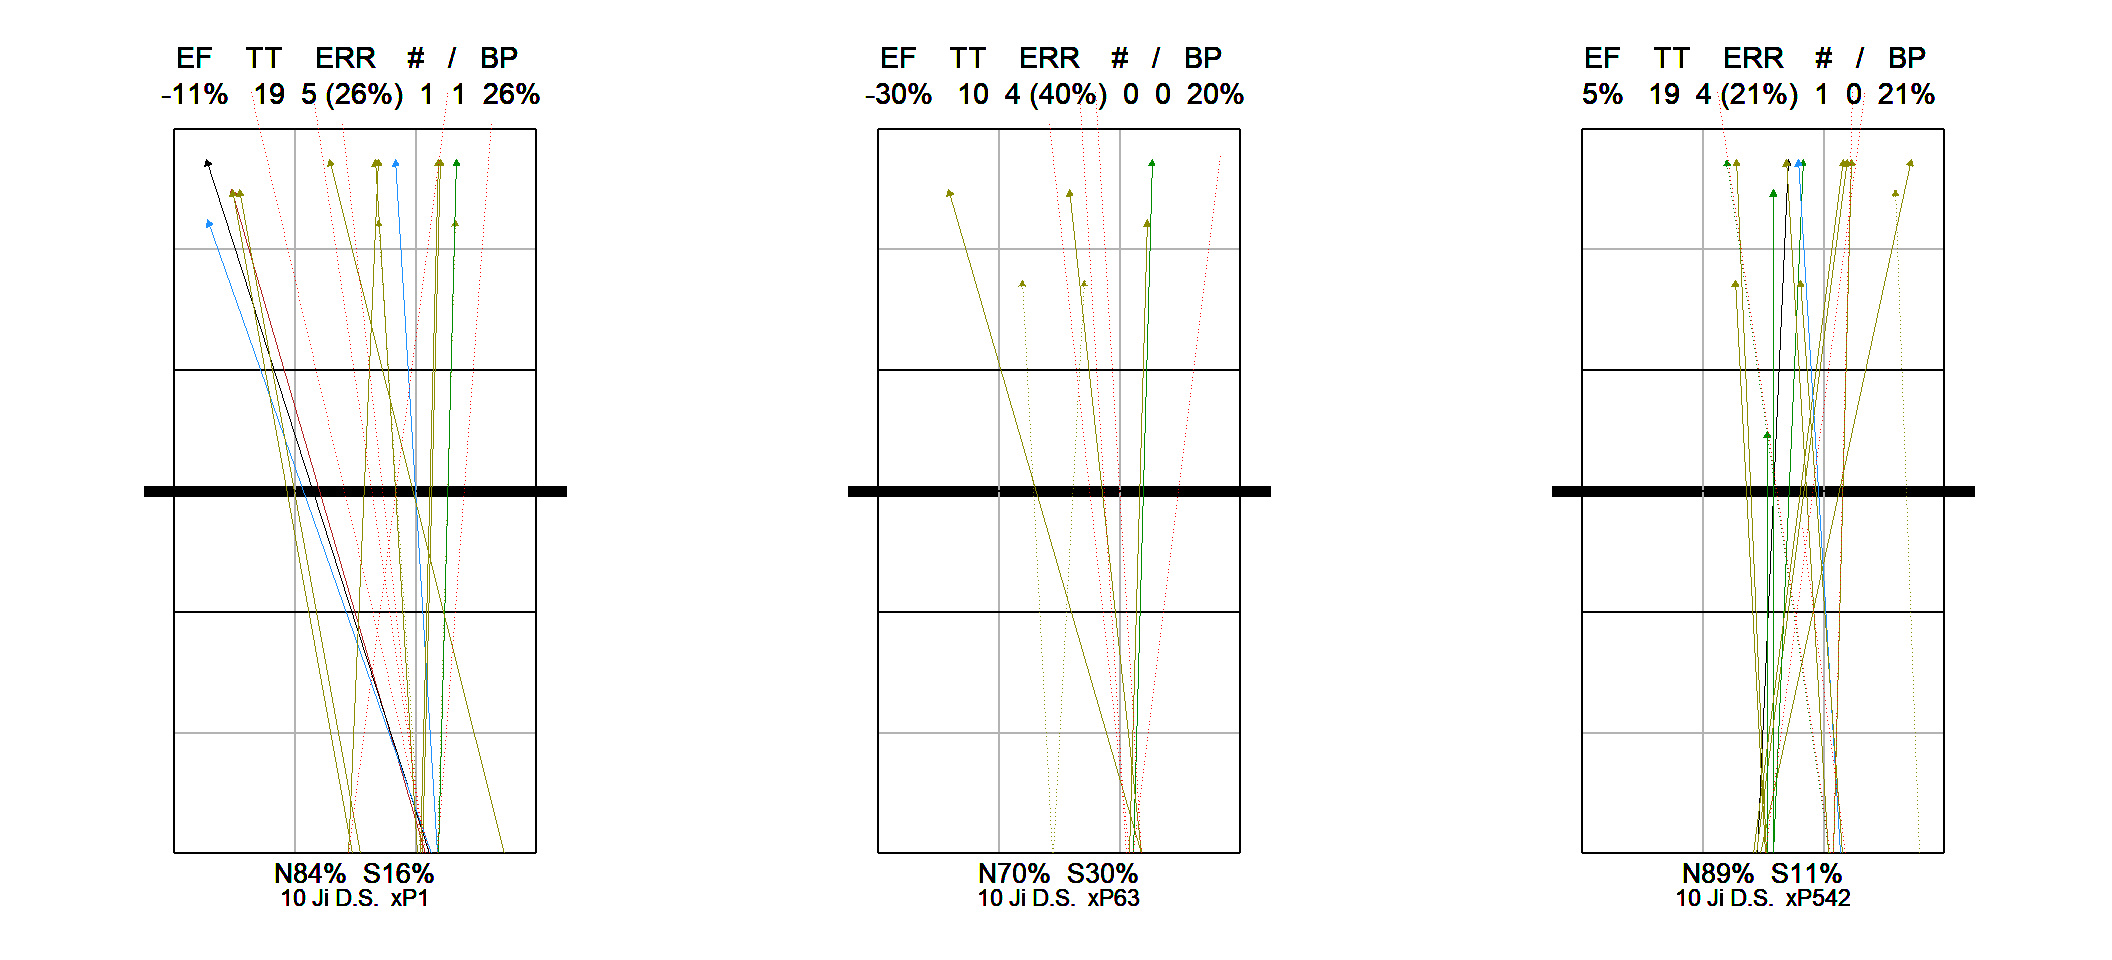 EF TT ERR # / BP
-11% 19 5 (26%) 1 1 26%
N84% S16%
10 Ji D.S. xP1
EF TT ERR # / BP
-30% 10 4 (40%) 0 0 20%
N70% S30%
10 Ji D.S. xP63
EF TT ERR # / BP
5% 19 4 (21%) 1 0 21%
N89% S11%
10 Ji D.S. xP542